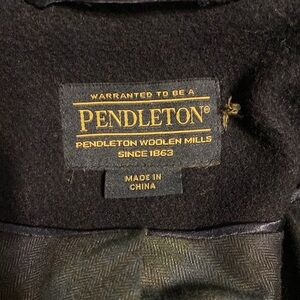 WARRANTED TO BE A
PENDLETON®
PENDLETON WOOLEN MILLS
SINCE 1863
MADE IN
CHINA